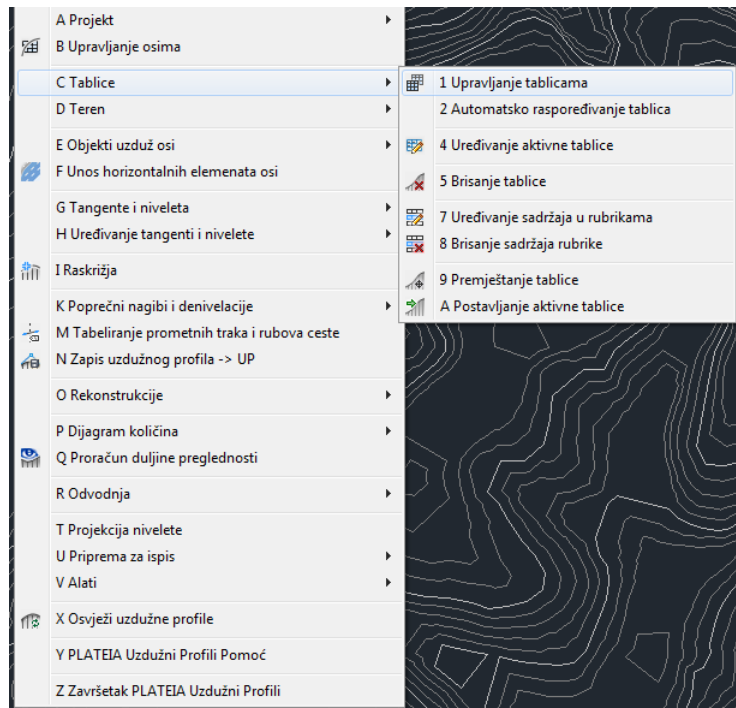 A Projekt
B Upravljanje osima
C Tablice
D Teren
E Objekti uzduž osi
F Unos horizontalnih elemenata osi
G Tangente i niveleta
H Uređivanje tangenti i nivelete
I Raskrižja
K Poprečni nagibi i denivelacije
M Tabeliranje prometnih traka i rubova ceste
N Zapis uzdužnog profila -> UP
O Rekonstrukcije
P Dijagram količina
Q Proračun duljine preglednosti
R Odvodnja
T Projekcija nivelete
U Priprema za ispis
V Alati
X Osvježi uzdužne profile
Y PLATEIA Uzdužni Profili Pomoć
Z Završetak PLATEIA Uzdužni Profili
1 Upravljanje tablicama
2 Automatsko raspoređivanje tablica
4 Uređivanje aktivne tablice
5 Brisanje tablice
7 Uređivanje sadržaja u rubrikama
8 Brisanje sadržaja rubrike
9 Premještanje tablice
A Postavljanje aktivne tablice